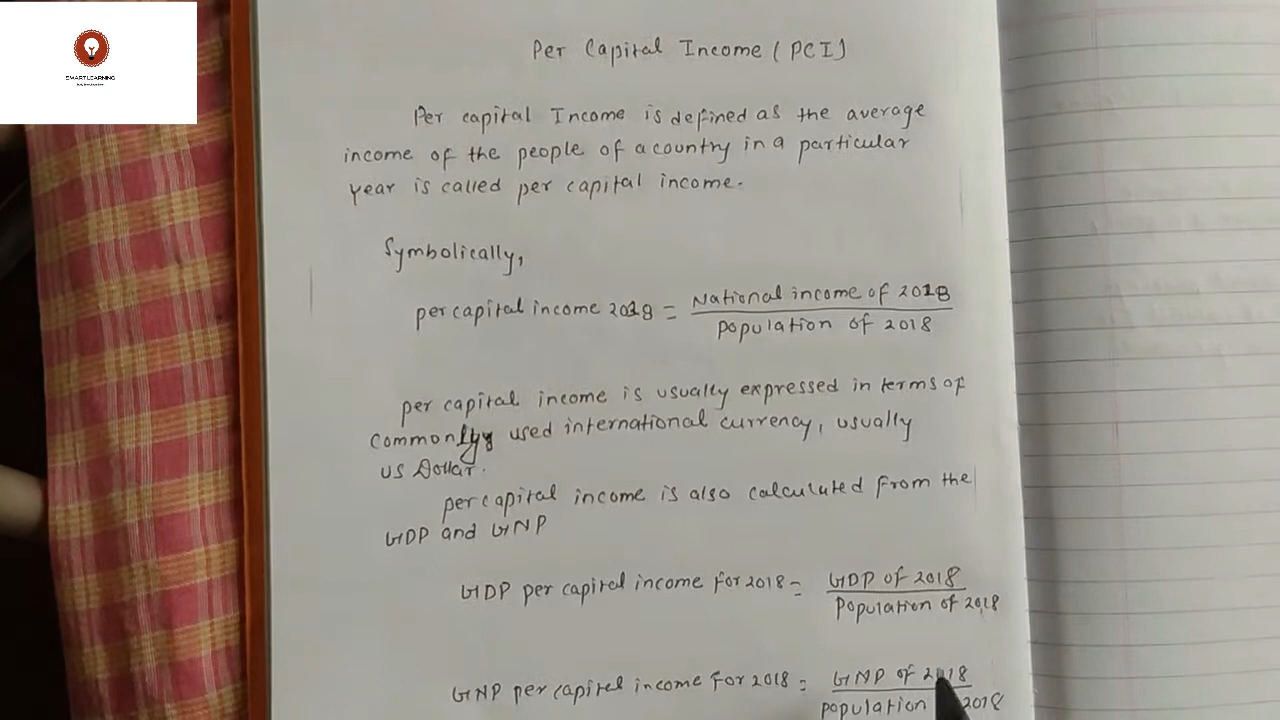 SMART LEARNING
Per Capital Income (PCI)
Per capital Income is defined as the average
income of the people of a country in a particular
year is called per capital income.
Symbolically,
per capital income 2018 = National income of 2018
population of 2018
per capital income is usually expressed in terms of
commonly used international currency, usually
US Dollar.
per capital income is also calculated from the
GDP and GNP
GDP per capital income for 2018 = GDP of 2018
Population of 2018
GNP per capital income for 2018 = GNP of 2018
population 2018